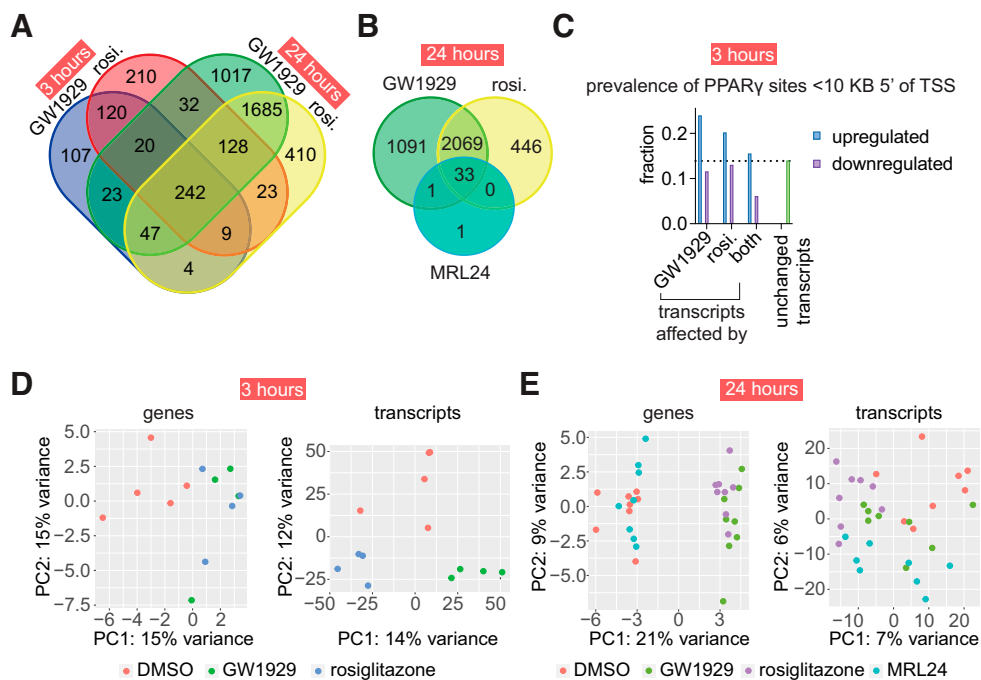 A
3 hours
GW1929
rosi.
GW1929
24 hours
rosi.
210
1017
120
32
1685
107
20
128
410
23
242
23
47
9
4
B
24 hours
GW1929
rosi.
1091
2069
446
33
1
0
1
MRL24
C
3 hours
prevalence of PPARγ sites <10 KB 5' of TSS
fraction
0.2
0.1
0.0
upregulated
downregulated
GW1929
rosi.
both
unchanged
transcripts
transcripts
affected by
D
3 hours
genes
transcripts
PC2: 15% variance
5.0
2.5
0.0
−2.5
−5.0
−7.5
−6 −4 −2 0 2
PC1: 15% variance
PC2: 12% variance
50
25
0
−25
−50 −25 0 25 50
PC1: 14% variance
DMSO GW1929 rosiglitazone
E
24 hours
genes
transcripts
PC2: 9% variance
5.0
2.5
0.0
−2.5
−5.0
−6 −3 0 3
PC1: 21% variance
PC2: 6% variance
20
10
0
−10
−20
−10 0 10 20
PC1: 7% variance
DMSO GW1929 rosiglitazone MRL24